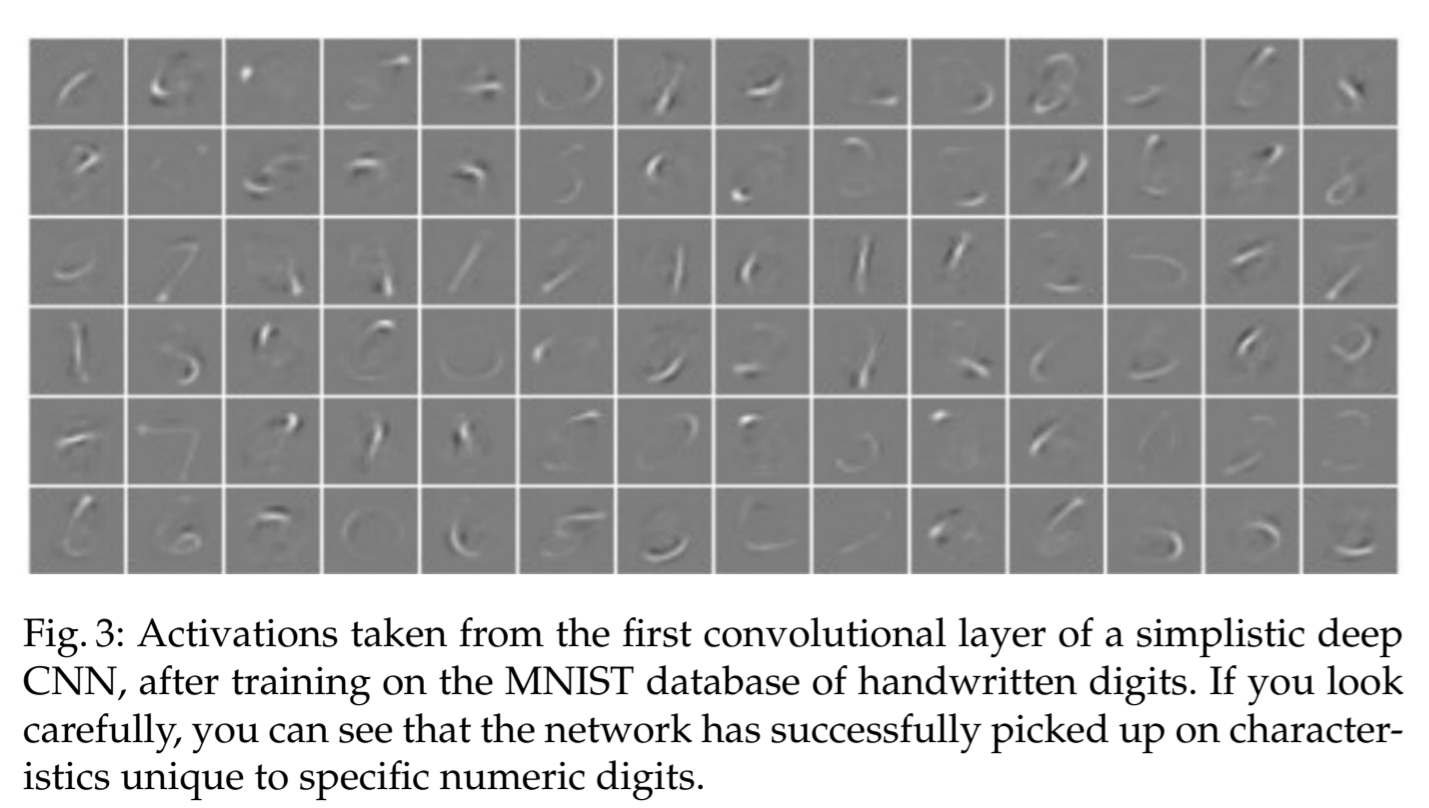 Fig. 3: Activations taken from the first convolutional layer of a simplistic deep
CNN, after training on the MNIST database of handwritten digits. If you look
carefully, you can see that the network has successfully picked up on character-
istics unique to specific numeric digits.